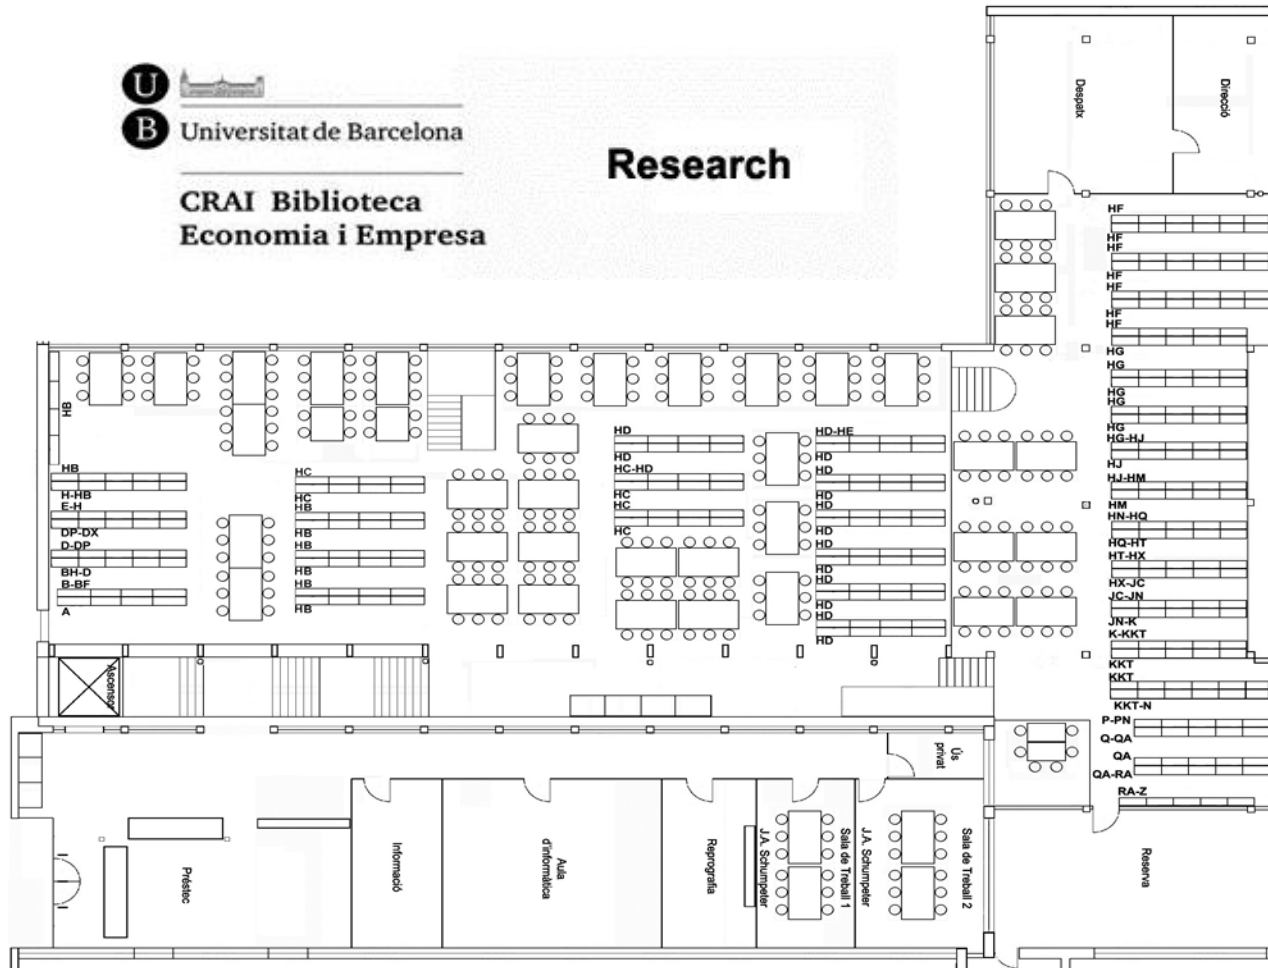 U
B
Universitat de Barcelona
CRAI Biblioteca
Economia i Empresa
Research
Despatx
Direcció
HF
HF
HF
HF
HF
HF
HF
HG
HG
HG
HG
HG
HG-HJ
HJ
HJ-HM
HM
HN-HQ
HQ-HT
HT-HX
HX-JC
JC-JN
JN-K
K-KKT
KKT
KKT
KKT-N
P-PN
Q-QA
QA
QA-RA
RA-Z
HB
HB
H-HB
E-H
DP-DX
D-DP
BH-D
B-BF
A
HC
HC
HB
HB
HB
HB
HB
HB
HD
HD
HC-HD
HC
HC
HC
HD-HE
HD
HD
HD
HD
HD
HD
HD
HD
HD
HD
HD
Ascensor
Ús
privat
Préstec
Informació
Aula
d'informàtica
Reprografia
Sala de Treball 1
J.A. Schumpeter
Sala de Treball 2
J.A. Schumpeter
Reserva